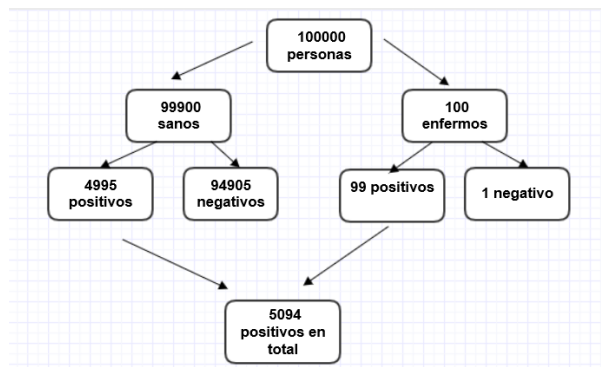 100000
personas
99900
sanos
100
enfermos
4995
positivos
94905
negativos
99 positivos
1 negativo
5094
positivos en
total